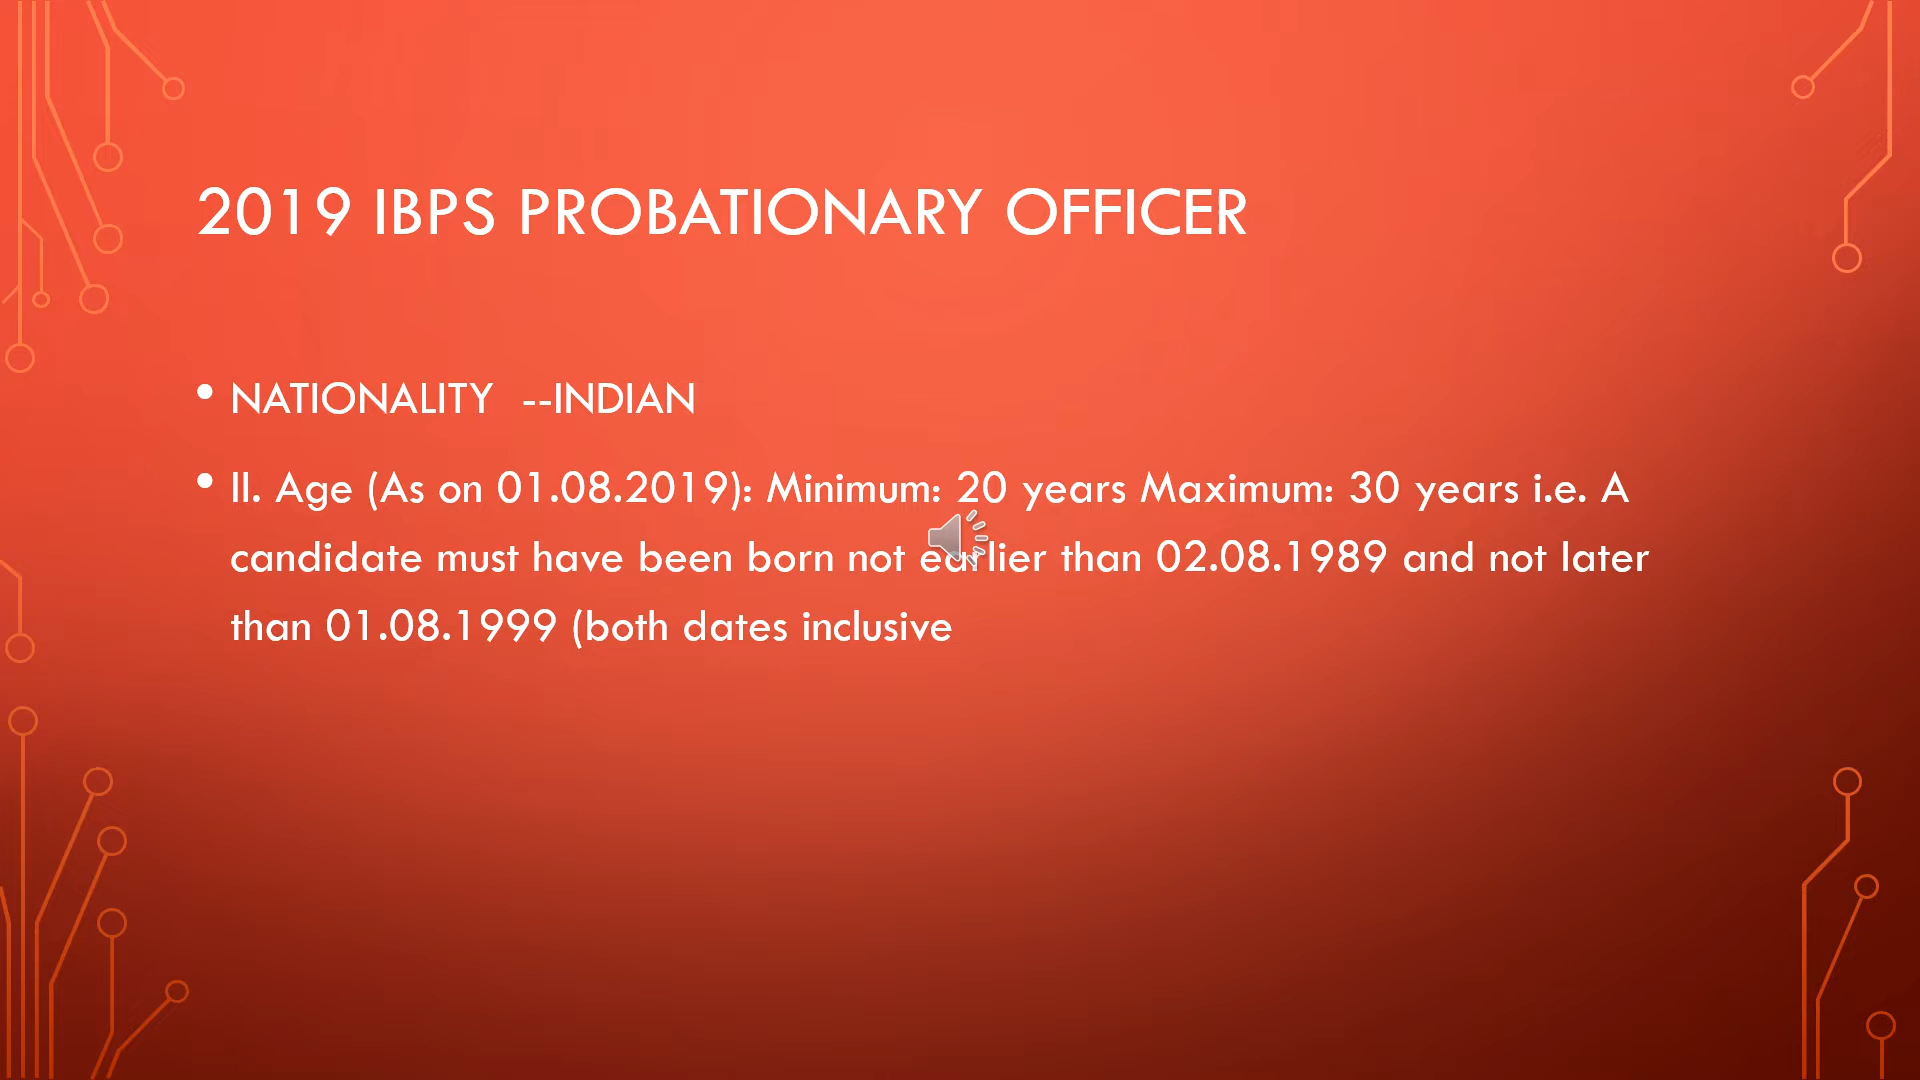 2019 IBPS PROBATIONARY OFFICER
• NATIONALITY  --INDIAN
• II. Age (As on 01.08.2019): Minimum: 20 years Maximum: 30 years i.e. A
candidate must have been born not earlier than 02.08.1989 and not later
than 01.08.1999 (both dates inclusive